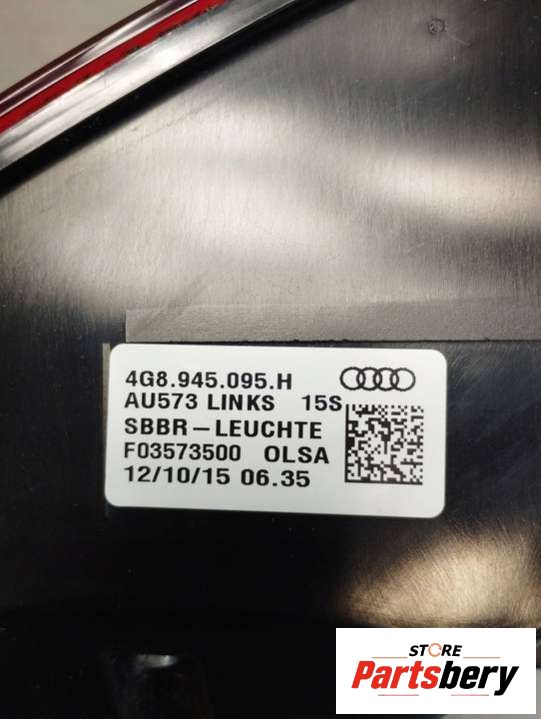 4G8.945.095.H
AU573 LINKS 15S
SBBR-LEUCHTE
F03573500 OLSA
12/10/15 06.35
STORE
Partsbery